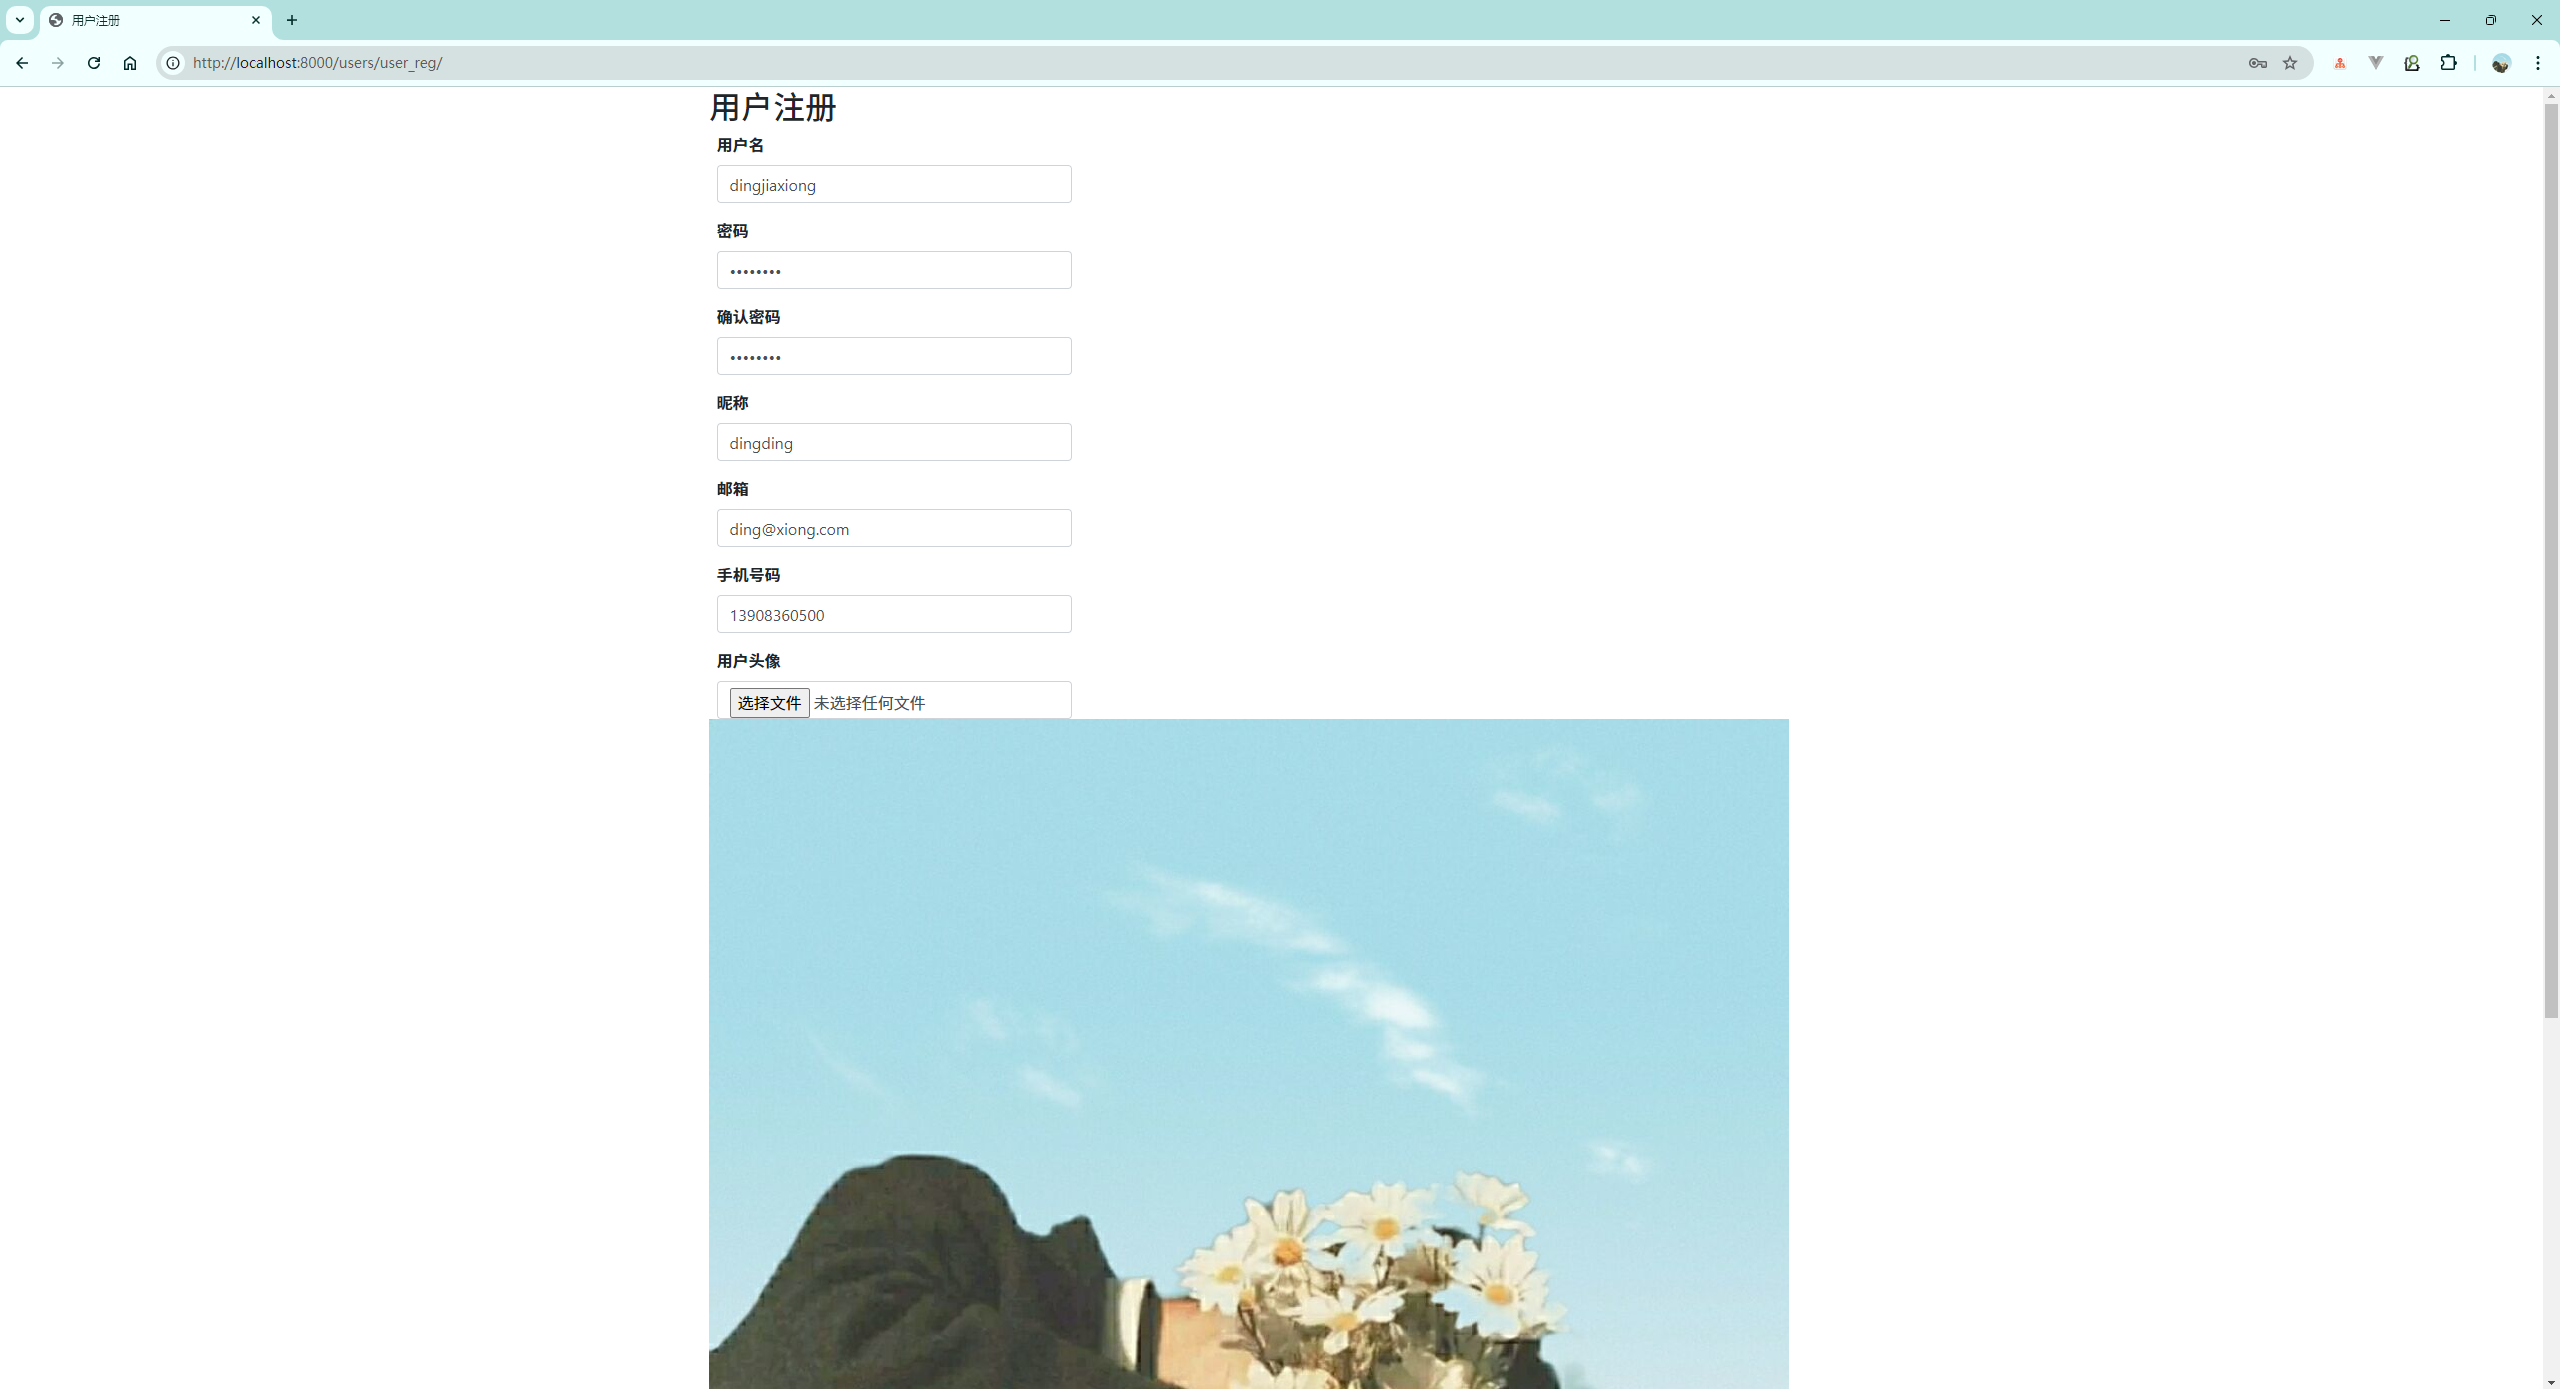 用户注册
http://localhost:8000/users/user_reg/
用户注册
用户名
dingjiaxiong
密码
••••••••
确认密码
••••••••
昵称
dingding
邮箱
ding@xiong.com
手机号码
13908360500
用户头像
选择文件 未选择任何文件